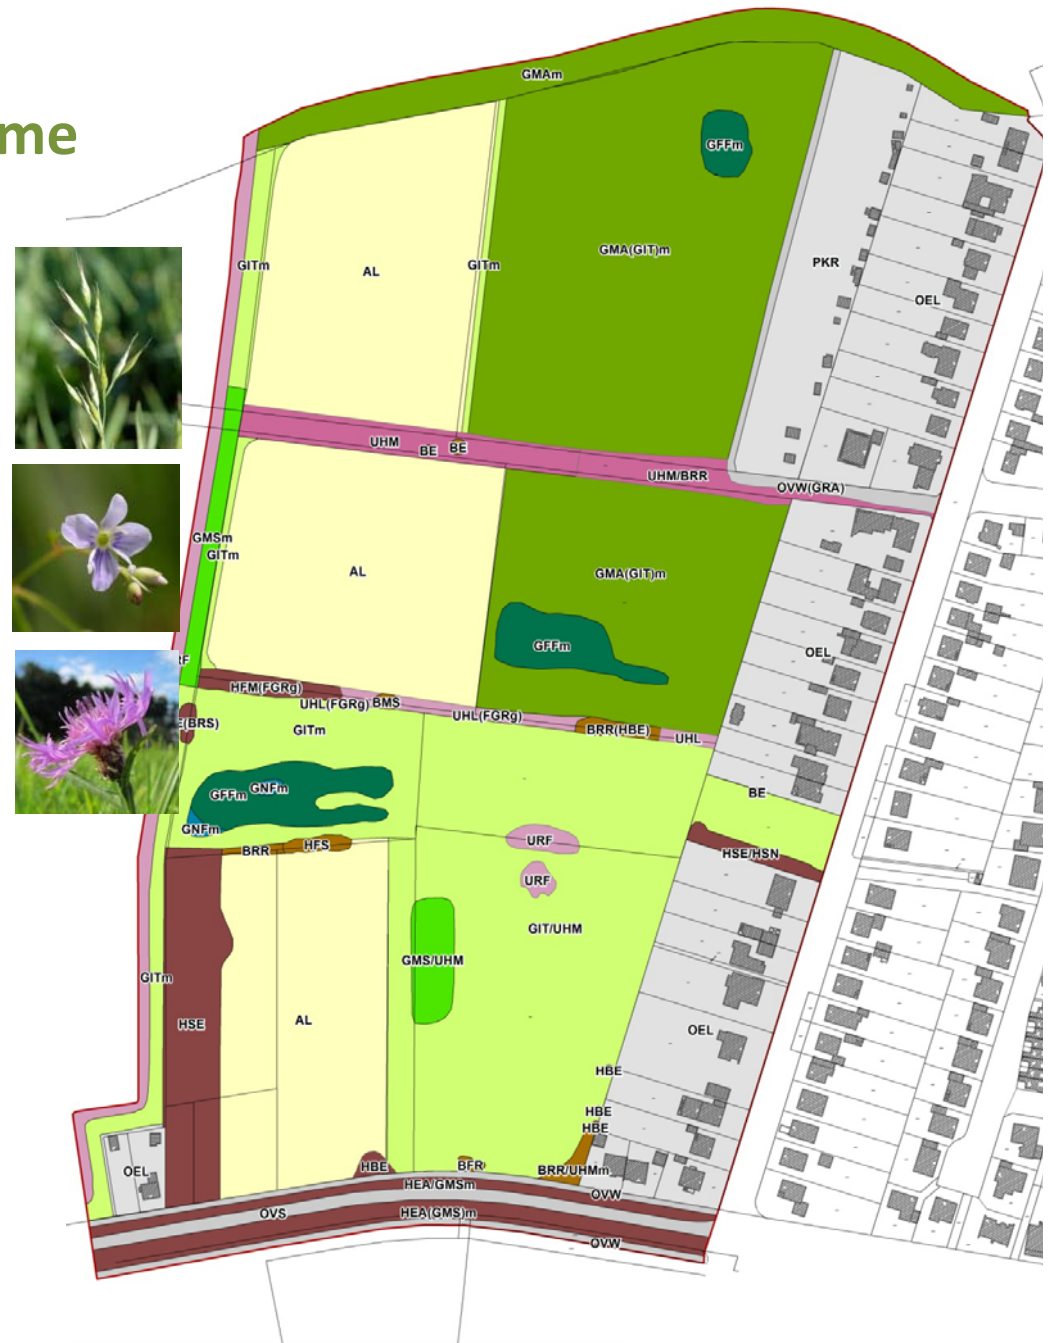 me
GMAm
GFFm
GMA(GIT)m
GITm
AL
GITm
PKR
OEL
UHM
BE
BE
UHM/BRR
OVW(GRA)
GMSm
GITm
AL
GMA(GIT)m
GFFm
OEL
RF
HFM(FGRg)
UHL(FGRg)
BMS
UHL(FGRg)
BRR(HBE)
UHL
E(BRS)
GITm
GFFm
GNFm
GNFm
BE
BRR
HFS
URF
HSE/HSN
URF
GIT/UHM
GMS/UHM
GITm
HSE
AL
OEL
HBE
HBE
HBE
OEL
HBE
BFR
BRR/UHMm
HEA/GMSm
OVW
OVS
HEA(GMS)m
OVW